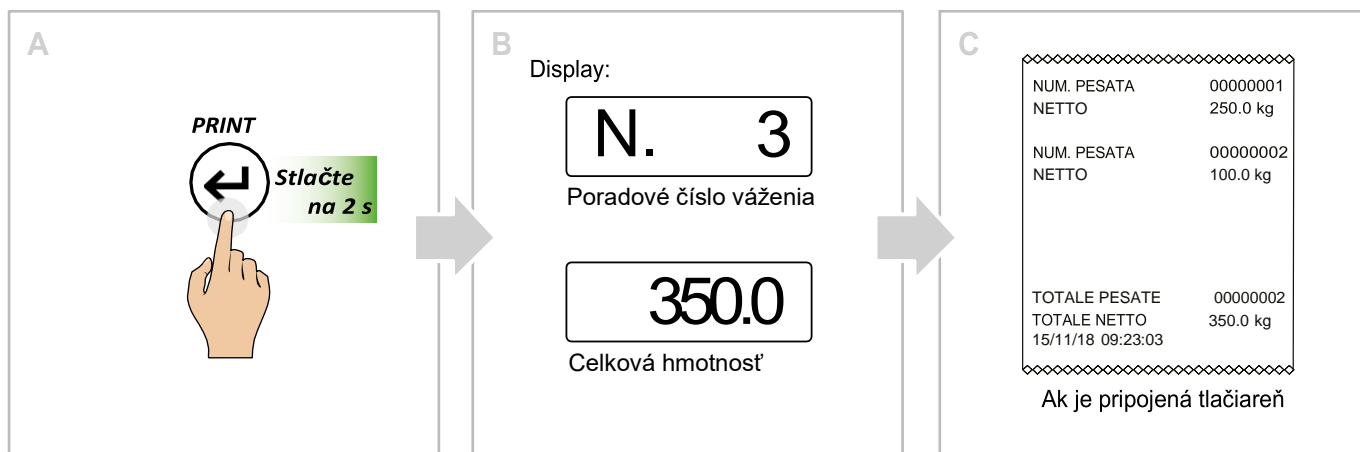 A
PRINT
Stlačte
na 2 s
B
Display:
N. 3
Poradové číslo váženia
350.0
Celková hmotnosť
C
NUM. PESATA 00000001
NETTO 250.0 kg
NUM. PESATA 00000002
NETTO 100.0 kg
TOTALE PESATE 00000002
TOTALE NETTO 350.0 kg
15/11/18 09:23:03
Ak je pripojená tlačiareň